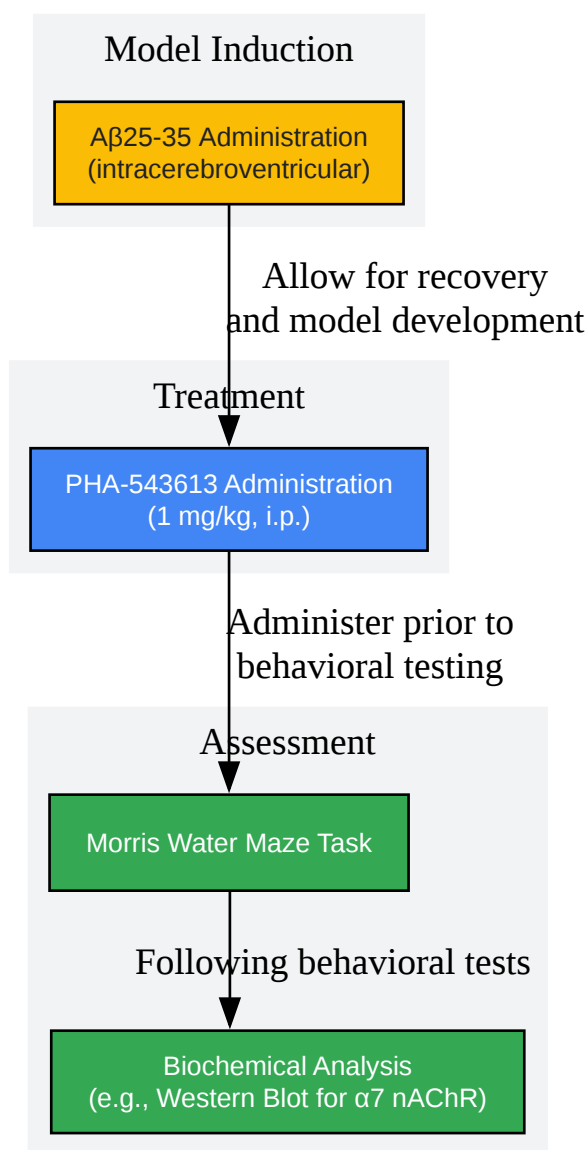 Model Induction
Aβ25-35 Administration
(intracerebroventricular)
Allow for recovery
and model development
Treatment
PHA-543613 Administration
(1 mg/kg, i.p.)
Administer prior to
behavioral testing
Assessment
Morris Water Maze Task
Following behavioral tests
Biochemical Analysis
(e.g., Western Blot for α7 nAChR)